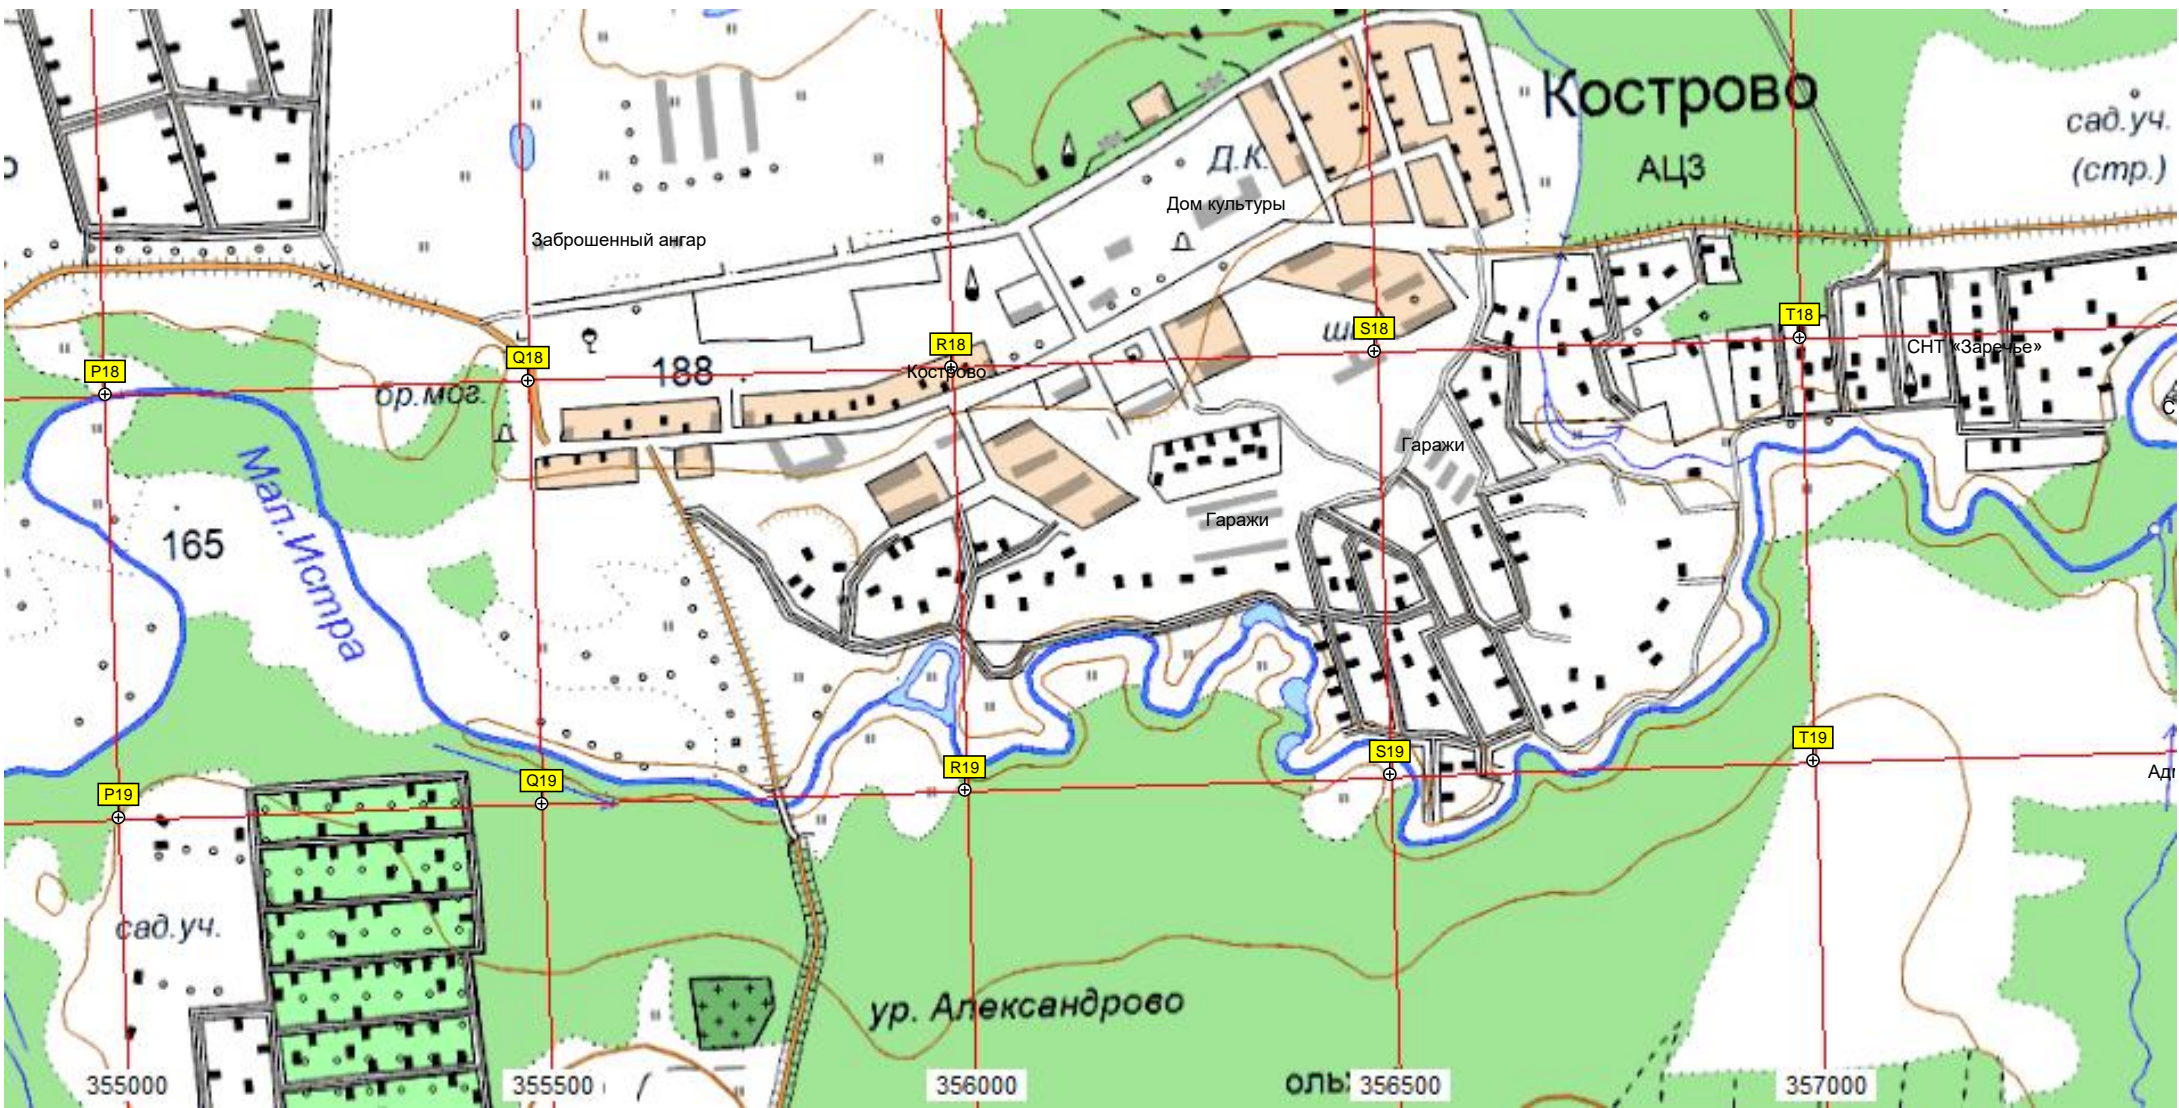 Кострово
АЦЗ
сад.уч.
(стр.)
Д.К.
Дом культуры
Заброшенный ангар
T18
S18
R18
Q18
P18
СНТ «Заречье»
188
Кострово
бр.мог.
Гаражи
Гаражи
Мал.Истра
165
T19
S19
R19
Q19
P19
сад.уч.
ур. Александрово
355000
355500
356000
356500
357000